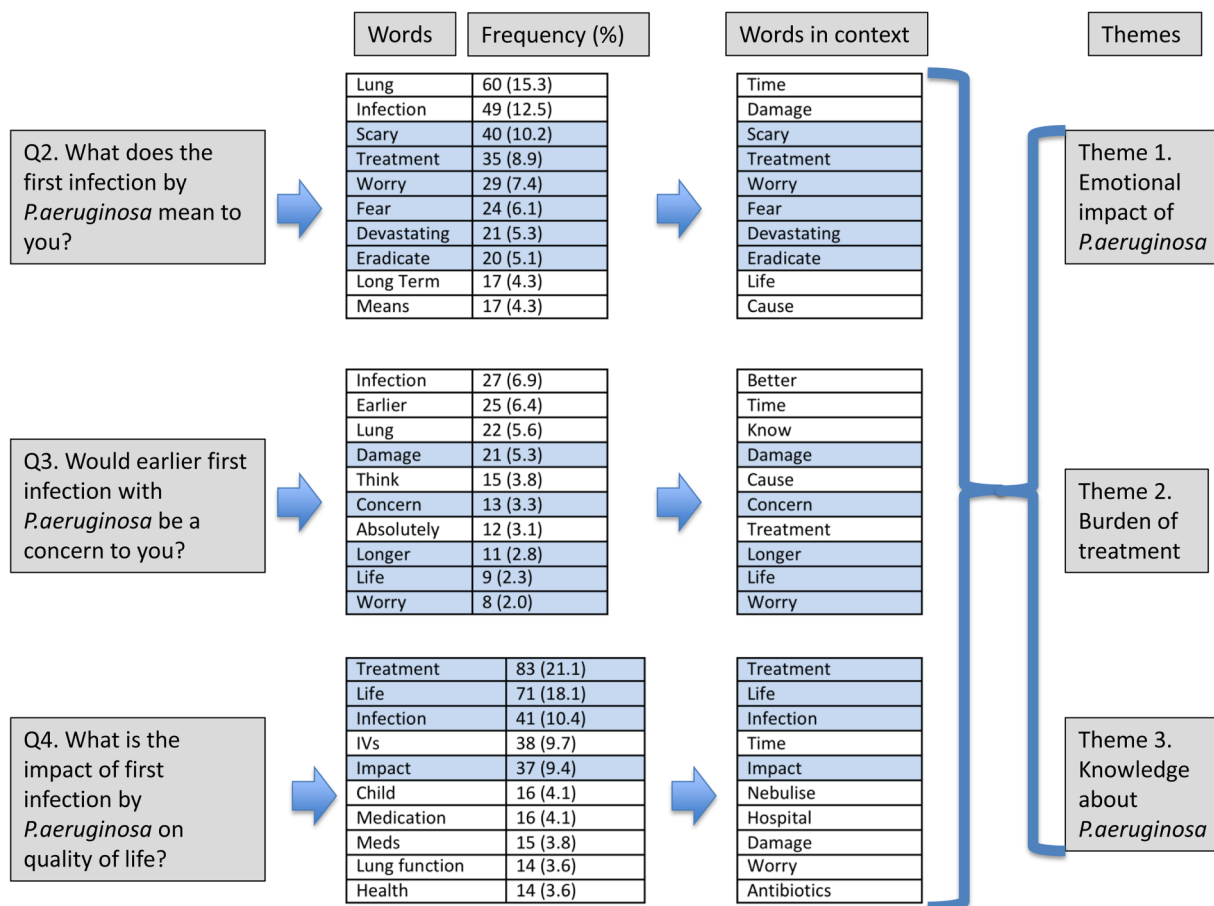 Words Frequency (%) Words in context Themes
Q2. What does the
first infection by
P.aeruginosa mean to
you?
Lung 60 (15.3)
Infection 49 (12.5)
Scary 40 (10.2)
Treatment 35 (8.9)
Worry 29 (7.4)
Fear 24 (6.1)
Devastating 21 (5.3)
Eradicate 20 (5.1)
Long Term 17 (4.3)
Means 17 (4.3)
Time
Damage
Scary
Treatment
Worry
Fear
Devastating
Eradicate
Life
Cause
Theme 1.
Emotional
impact of
P.aeruginosa
Q3. Would earlier first
infection with
P.aeruginosa be a
concern to you?
Infection 27 (6.9)
Earlier 25 (6.4)
Lung 22 (5.6)
Damage 21 (5.3)
Think 15 (3.8)
Concern 13 (3.3)
Absolutely 12 (3.1)
Longer 11 (2.8)
Life 9 (2.3)
Worry 8 (2.0)
Better
Time
Know
Damage
Cause
Concern
Treatment
Longer
Life
Worry
Theme 2.
Burden of
treatment
Q4. What is the
impact of first
infection by
P.aeruginosa on
quality of life?
Treatment 83 (21.1)
Life 71 (18.1)
Infection 41 (10.4)
IVs 38 (9.7)
Impact 37 (9.4)
Child 16 (4.1)
Medication 16 (4.1)
Meds 15 (3.8)
Lung function 14 (3.6)
Health 14 (3.6)
Treatment
Life
Infection
Time
Impact
Nebulise
Hospital
Damage
Worry
Antibiotics
Theme 3.
Knowledge
about
P.aeruginosa